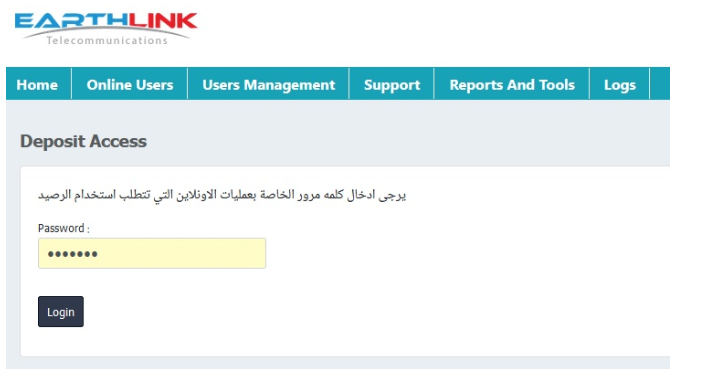 EARTHLINK
Telecommunications
Home Online Users Users Management Support Reports And Tools Logs
Deposit Access
يرجى ادخال كلمه مرور الخاصة بعمليات الاونلاين التي تتطلب استخدام الرصيد
Password :
•••••••
Login